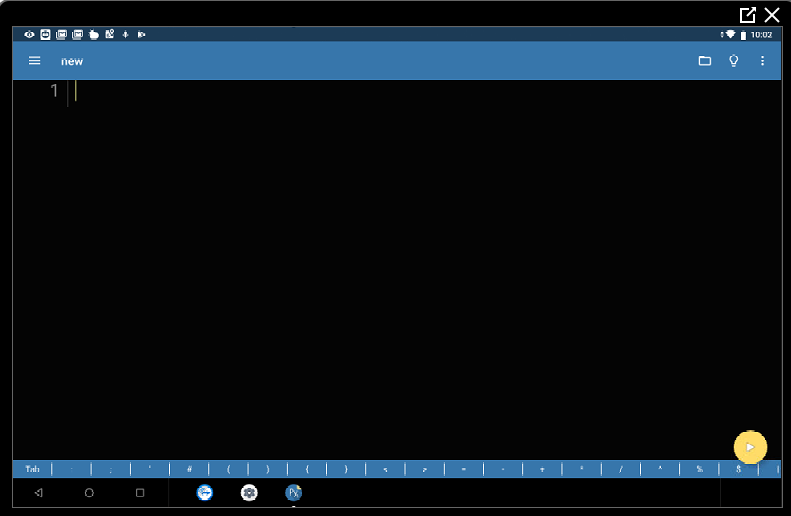 10:02
new
1
Tab : ; ' # ( ) ( ) < > = - + * / ^ % $ |